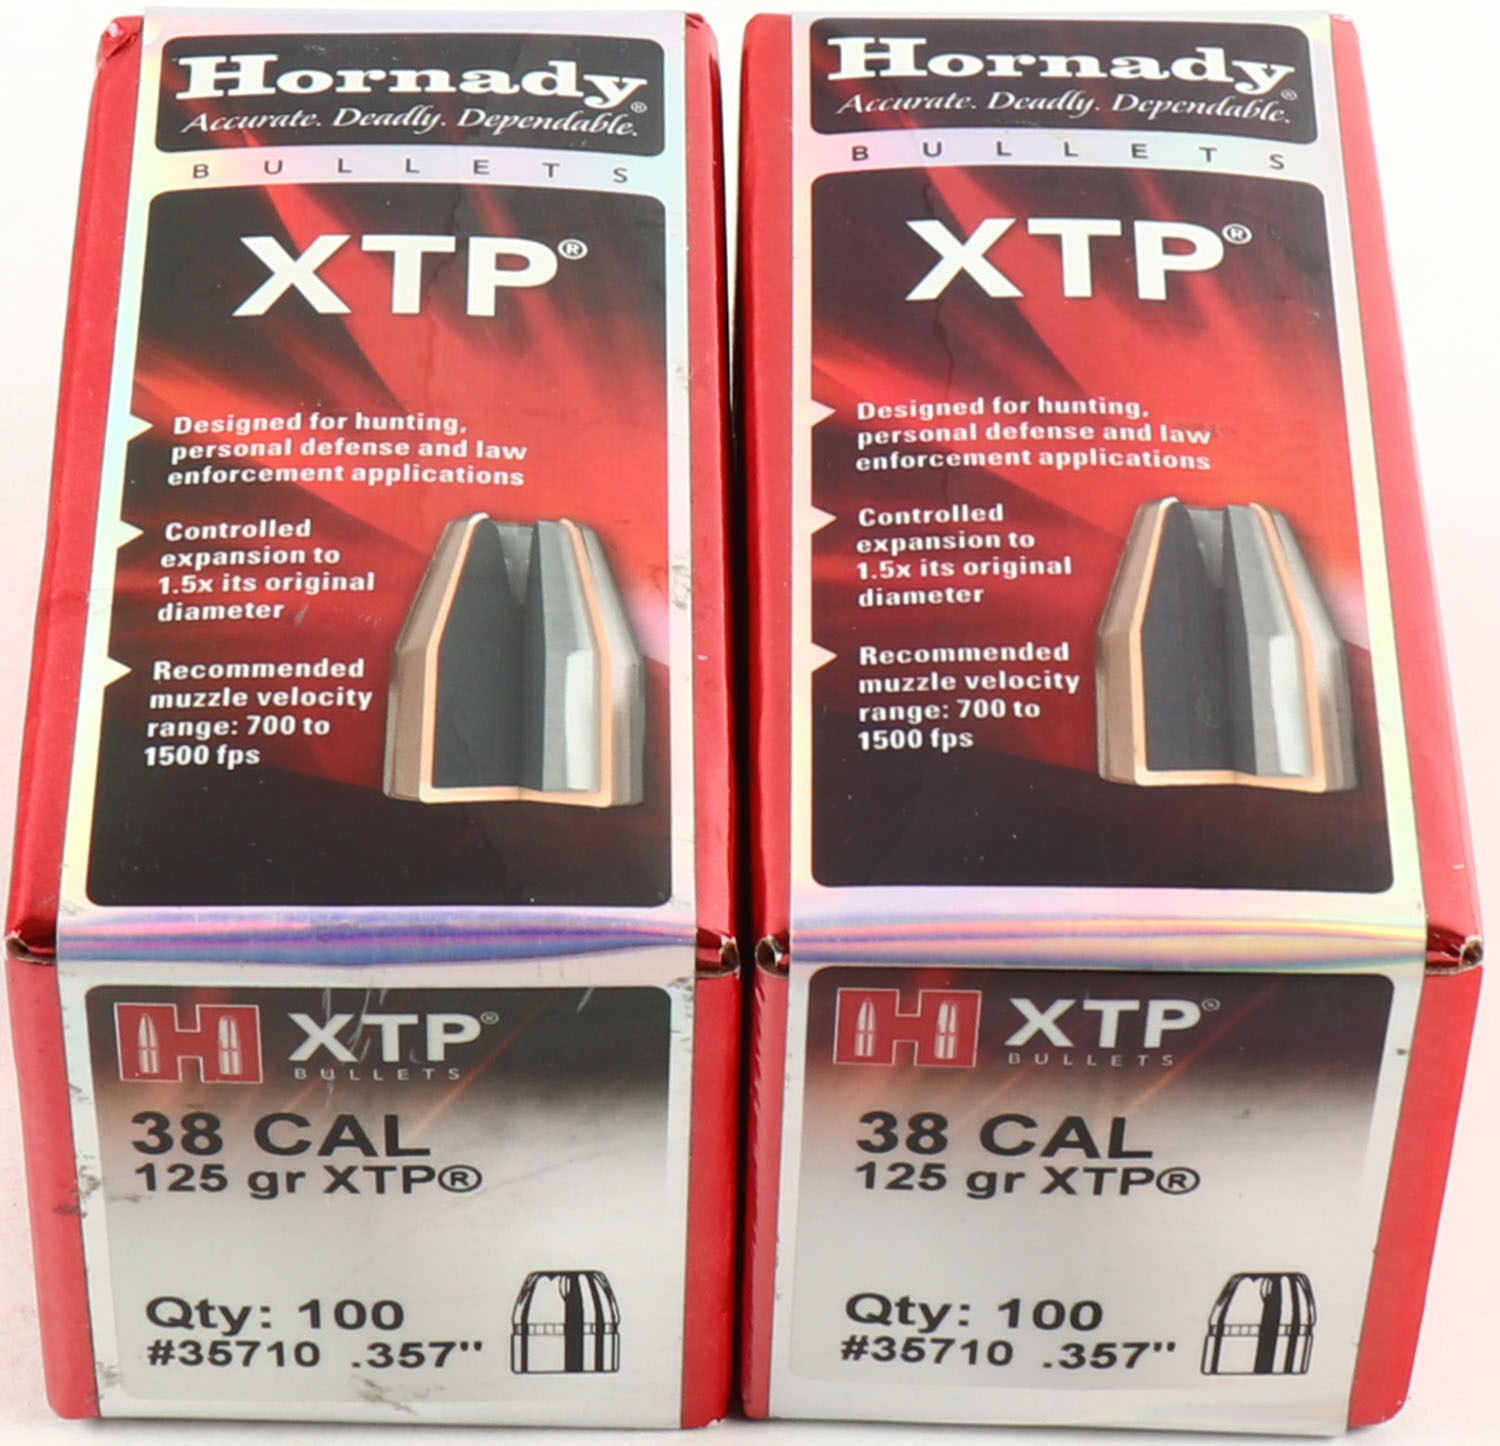 Hornady®
Accurate. Deadly. Dependable.
BULLETS
XTP®
Designed for hunting,
personal defense and law
enforcement applications
Controlled
expansion to
1.5x its original
diameter
Recommended
muzzle velocity
range: 700 to
1500 fps
H XTP®
BULLETS
38 CAL
125 gr XTP®
Qty: 100
#35710 .357"
Hornady®
Accurate. Deadly. Dependable.
BULLETS
XTP®
Designed for hunting,
personal defense and law
enforcement applications
Controlled
expansion to
1.5x its original
diameter
Recommended
muzzle velocity
range: 700 to
1500 fps
H XTP®
BULLETS
38 CAL
125 gr XTP®
Qty: 100
#35710 .357"